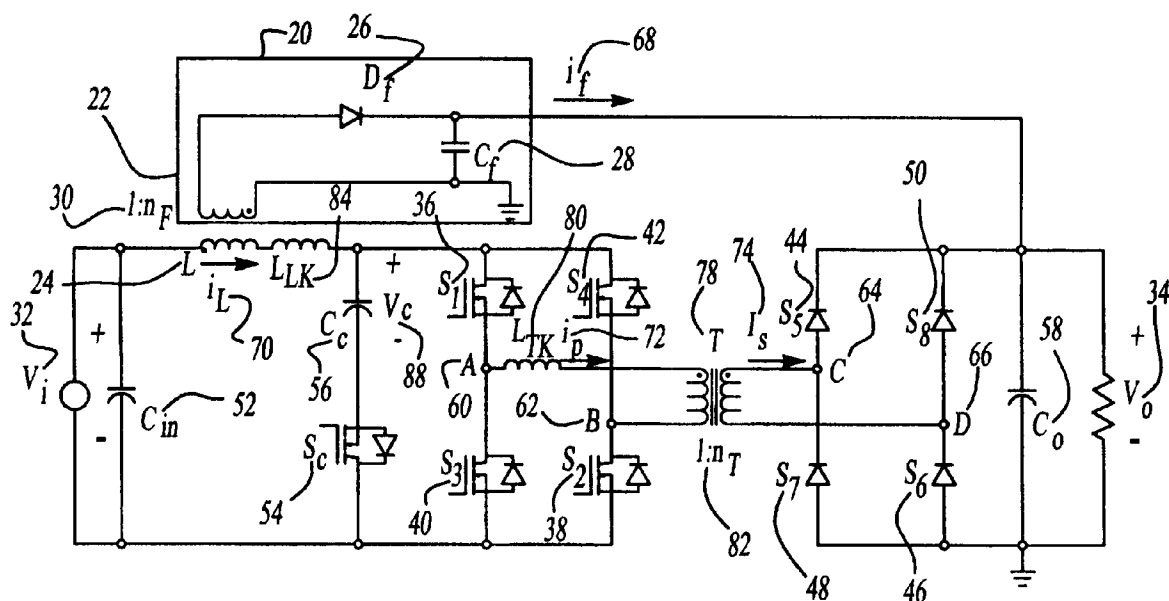 20
26
68
D_f
i_f
22
C_f
28
30
1:n_F
84
36
80
42
50
24
L
L_LK
i_L
70
+
V_c
-
88
C_c
56
S_1
S_4
L_TK
i_p
72
78
T
74
I_s
44
S_5
S_8
64
C
32
+
V_i
-
C_in
52
A
60
62
B
66
D
58
C_o
34
+
V_o
-
S_c
54
S_3
40
S_2
38
1:n_T
82
S_7
48
S_6
46